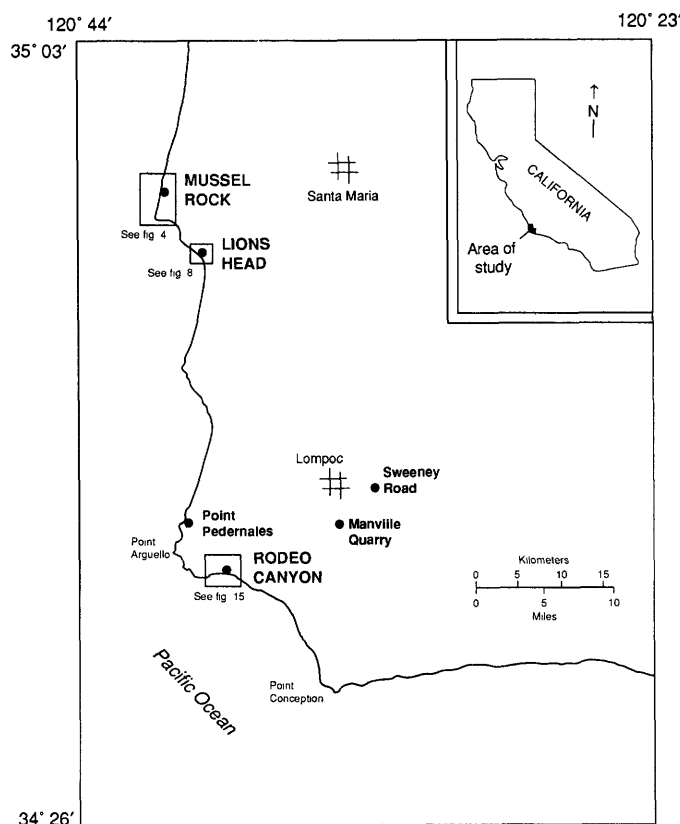 120° 44'
120° 23'
35° 03'
N
CALIFORNIA
Area of
study
MUSSEL
ROCK
See fig 4
Santa Maria
LIONS
HEAD
See fig 8
Lompoc
Sweeney
Road
Point
Pedernales
Manville
Quarry
Point
Arguello
RODEO
CANYON
See fig 15
Kilometers
0 5 10 15
0 5 10
Miles
Pacific Ocean
Point
Conception
34° 26'